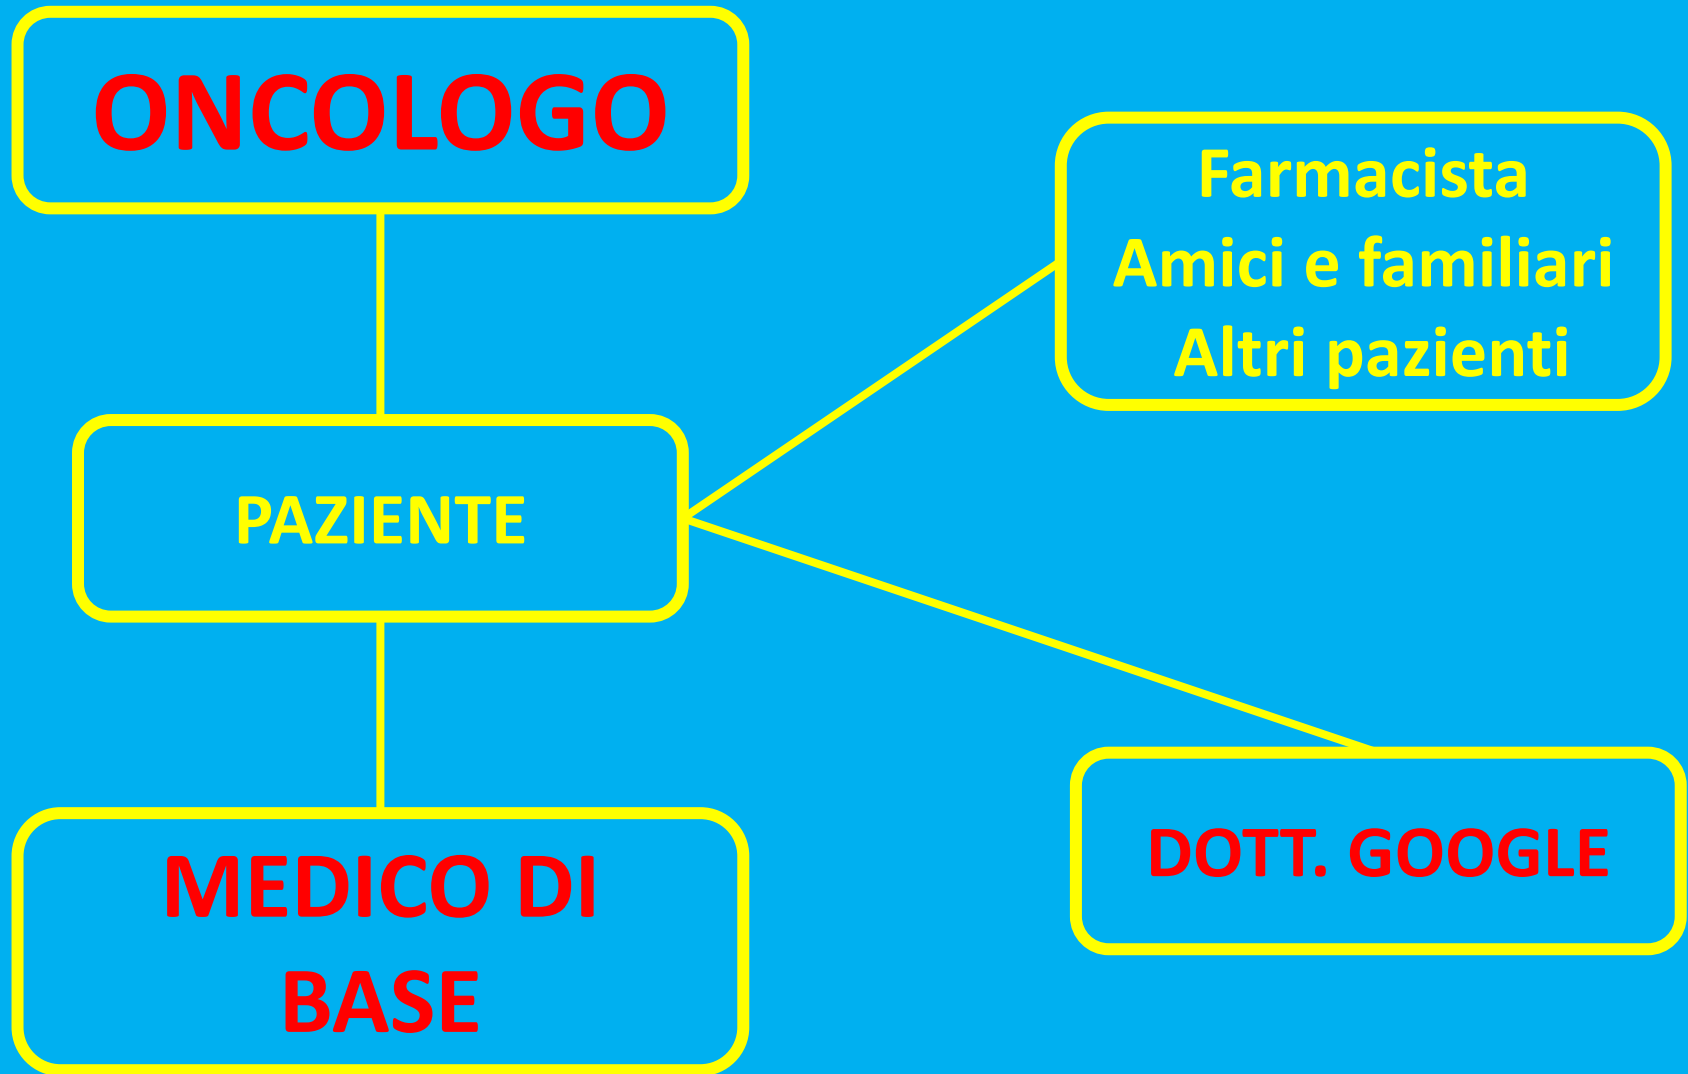 ONCOLOGO
Farmacista
Amici e familiari
Altri pazienti
PAZIENTE
DOTT. GOOGLE
MEDICO DI
BASE